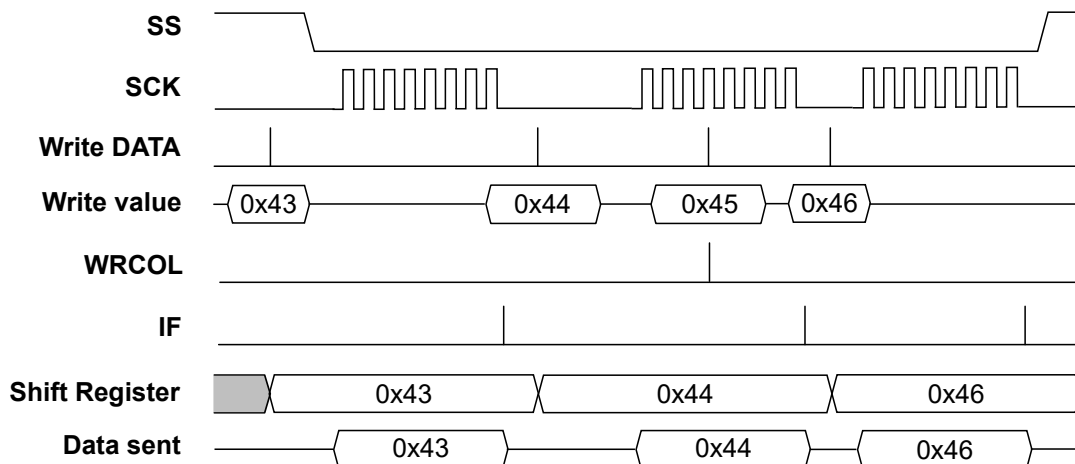 SS
SCK
Write DATA
Write value 0x43 0x44 0x45 0x46
WRCOL
IF
Shift Register 0x43 0x44 0x46
Data sent 0x43 0x44 0x46